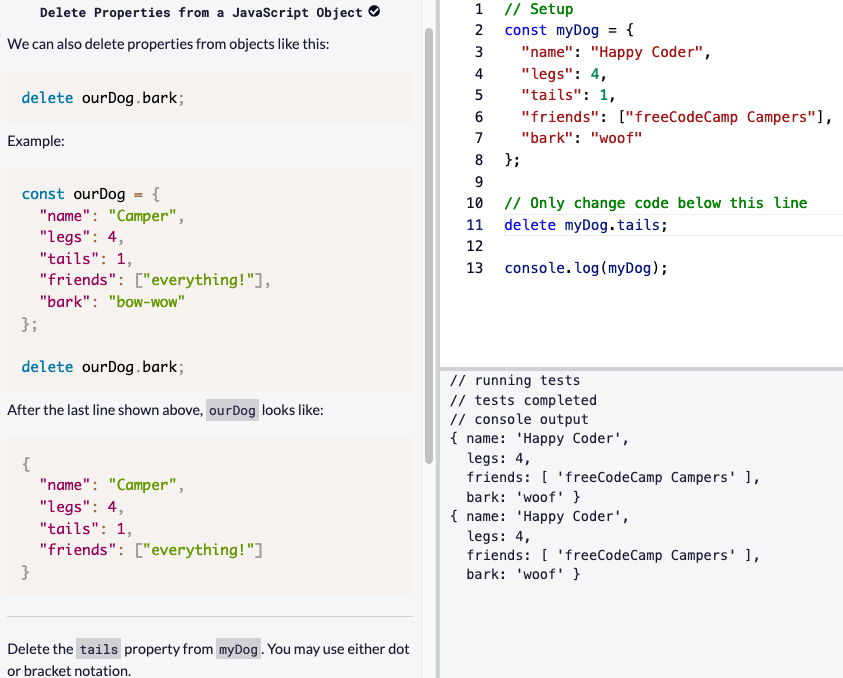 Delete Properties from a JavaScript Object
We can also delete properties from objects like this:
delete ourDog.bark;
Example:
const ourDog = {
"name": "Camper",
"legs": 4,
"tails": 1,
"friends": ["everything!"],
"bark": "bow-wow"
};
delete ourDog.bark;
After the last line shown above, ourDog looks like:
{
"name": "Camper",
"legs": 4,
"tails": 1,
"friends": ["everything!"]
}
Delete the tails property from myDog. You may use either dot
or bracket notation.
1 // Setup
2 const myDog = {
3 "name": "Happy Coder",
4 "legs": 4,
5 "tails": 1,
6 "friends": ["freeCodeCamp Campers"],
7 "bark": "woof"
8 };
9
10 // Only change code below this line
11 delete myDog.tails;
12
13 console.log(myDog);
// running tests
// tests completed
// console output
{ name: 'Happy Coder',
legs: 4,
friends: [ 'freeCodeCamp Campers' ],
bark: 'woof' }
{ name: 'Happy Coder',
legs: 4,
friends: [ 'freeCodeCamp Campers' ],
bark: 'woof' }